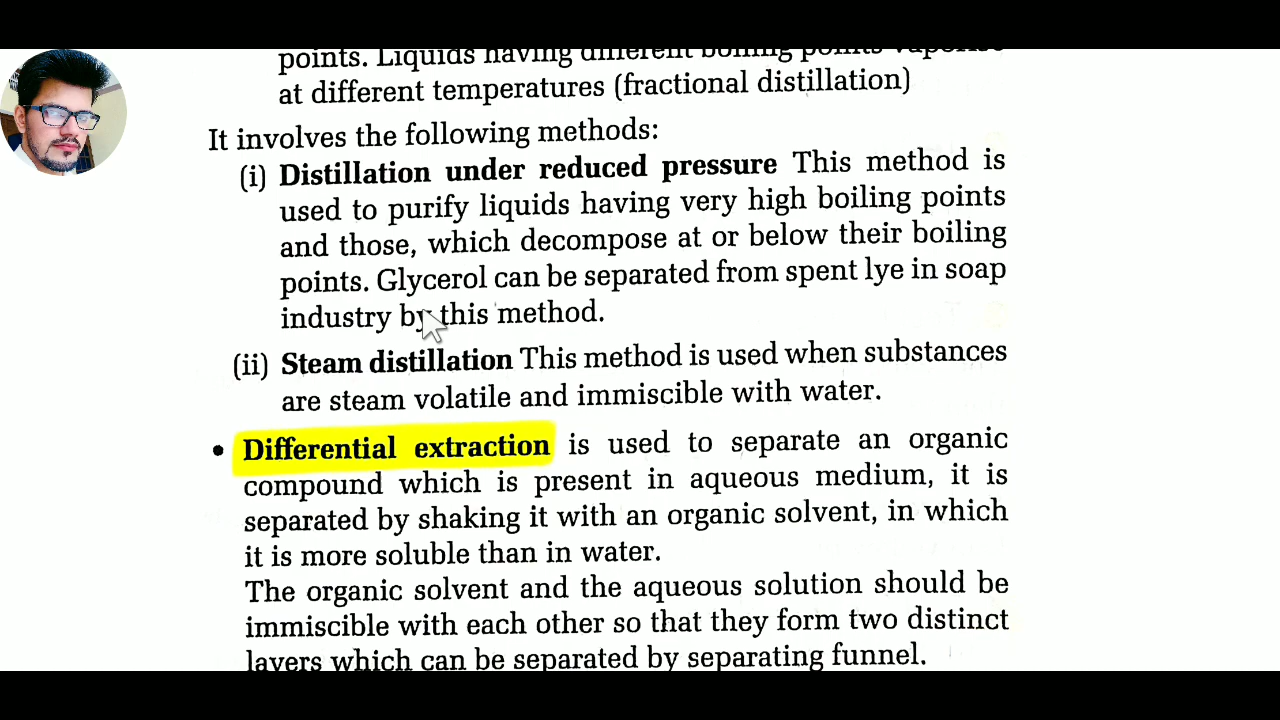 points. Liquids having different boiling points vaporise
at different temperatures (fractional distillation)
It involves the following methods:
(i) Distillation under reduced pressure This method is
used to purify liquids having very high boiling points
and those, which decompose at or below their boiling
points. Glycerol can be separated from spent lye in soap
industry by this method.
(ii) Steam distillation This method is used when substances
are steam volatile and immiscible with water.
• Differential extraction is used to separate an organic
compound which is present in aqueous medium, it is
separated by shaking it with an organic solvent, in which
it is more soluble than in water.
The organic solvent and the aqueous solution should be
immiscible with each other so that they form two distinct
layers which can be separated by separating funnel.